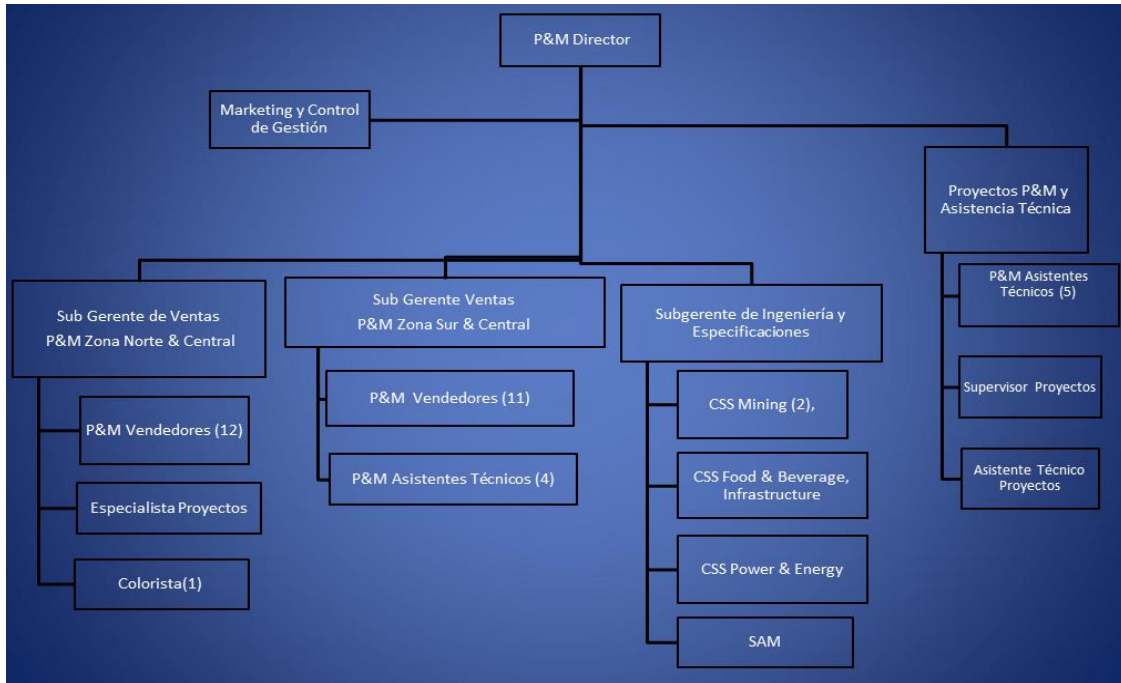 P&M Director
Marketing y Control
de Gestión
Proyectos P&M y
Asistencia Técnica
Sub Gerente de Ventas
P&M Zona Norte & Central
P&M Vendedores (12)
Especialista Proyectos
Colorista(1)
Sub Gerente Ventas
P&M Zona Sur & Central
P&M Vendedores (11)
P&M Asistentes Técnicos (4)
Subgerente de Ingeniería y
Especificaciones
CSS Mining (2),
CSS Food & Beverage,
Infrastructure
CSS Power & Energy
SAM
P&M Asistentes
Técnicos (5)
Supervisor Proyectos
Asistente Técnico
Proyectos